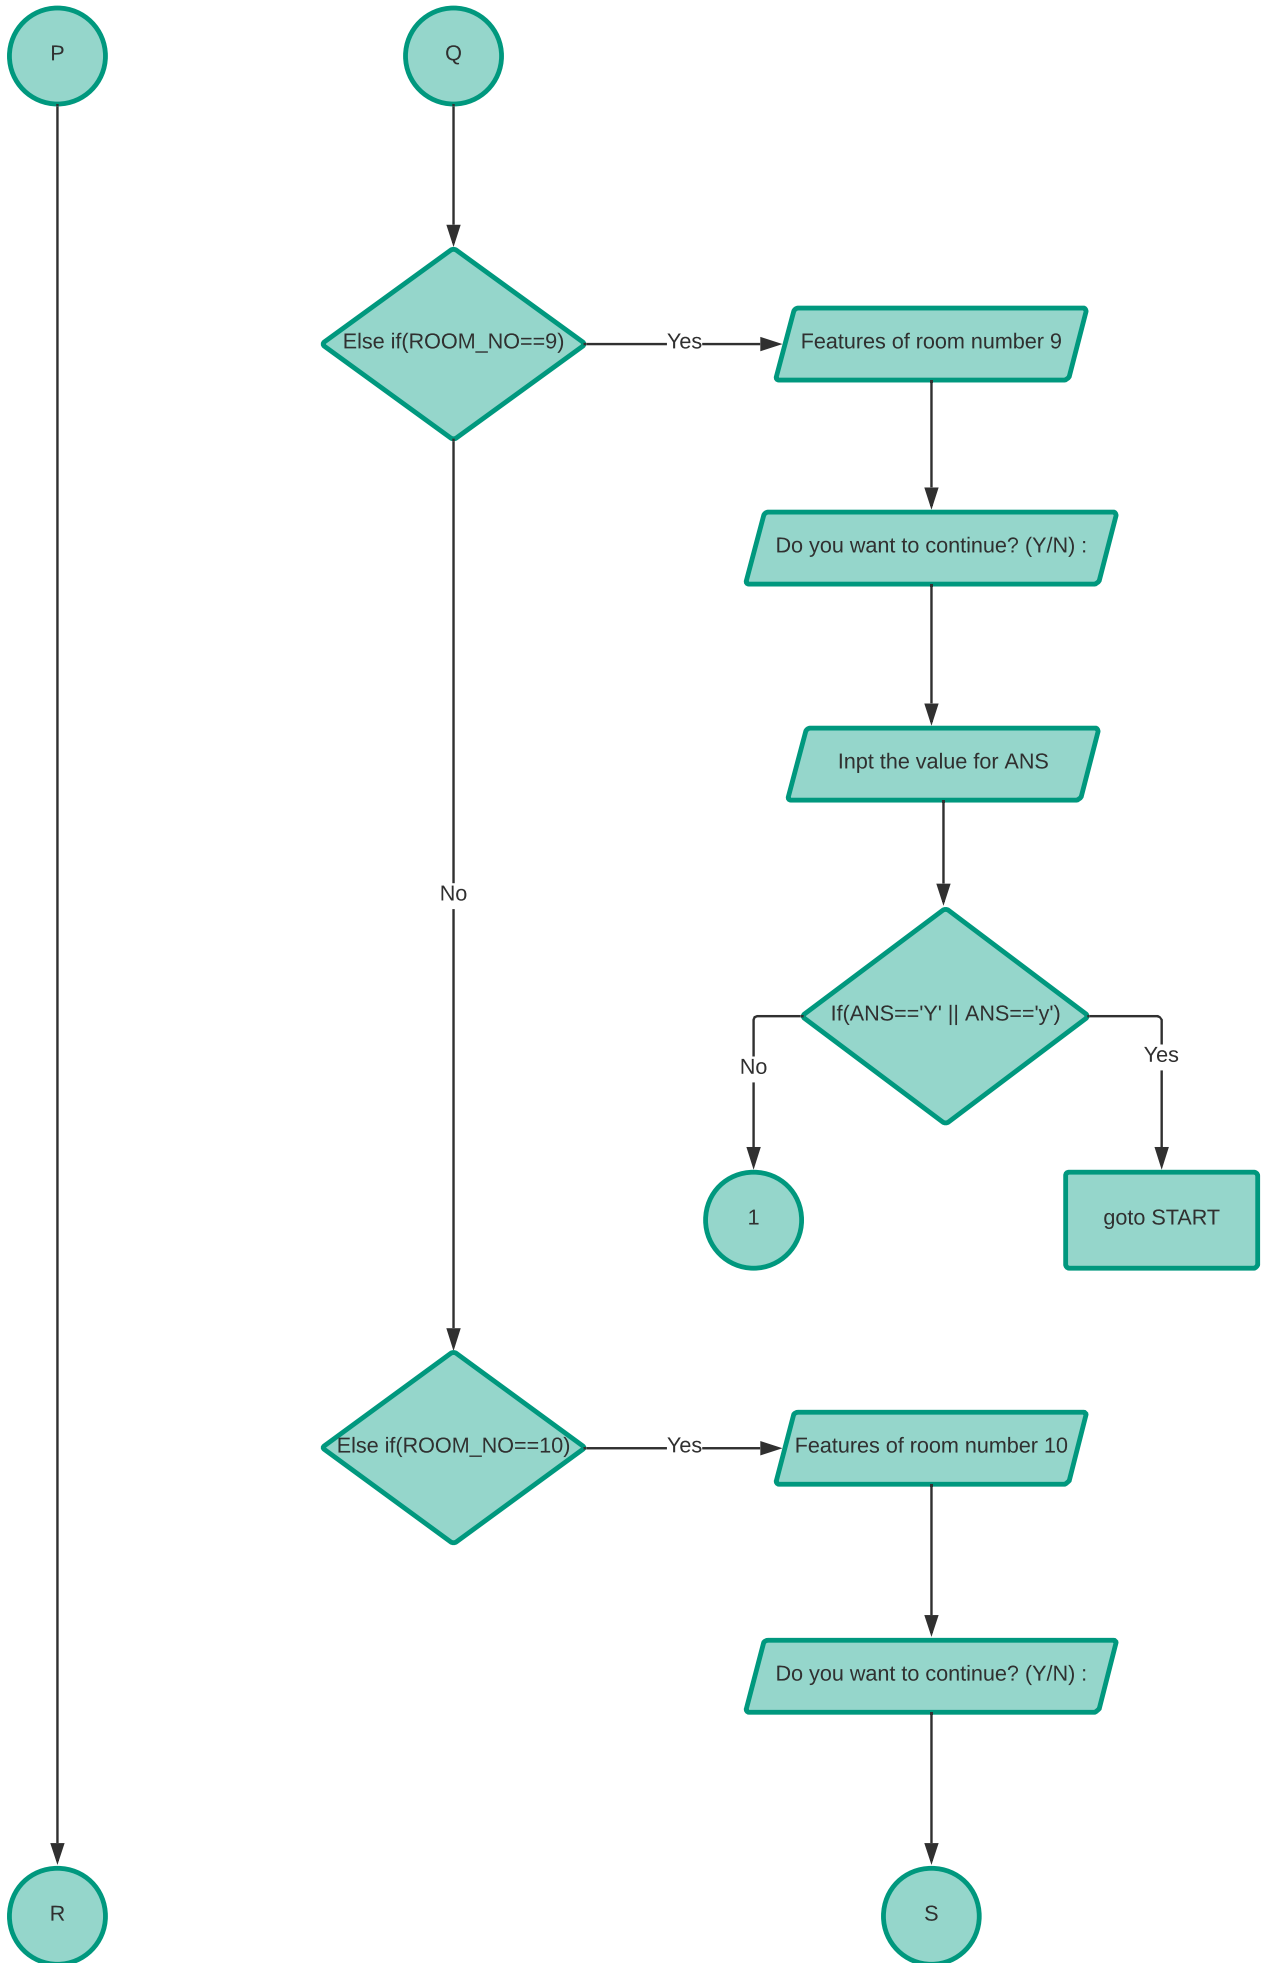 P
Q
Else if(ROOM_NO==9)
Yes
Features of room number 9
Do you want to continue? (Y/N) :
Inpt the value for ANS
No
If(ANS=='Y' || ANS=='y')
No
Yes
1
goto START
Else if(ROOM_NO==10)
Yes
Features of room number 10
Do you want to continue? (Y/N) :
R
S